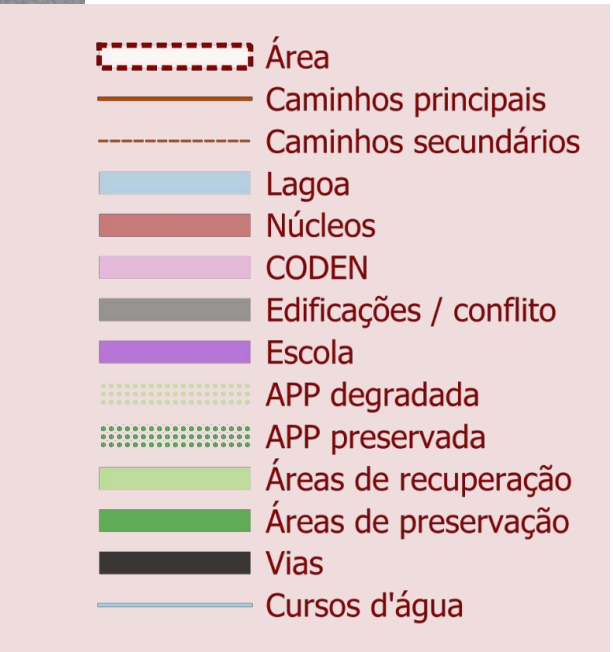 Área
Caminhos principais
Caminhos secundários
Lagoa
Núcleos
CODEN
Edificações / conflito
Escola
APP degradada
APP preservada
Áreas de recuperação
Áreas de preservação
Vias
Cursos d'água